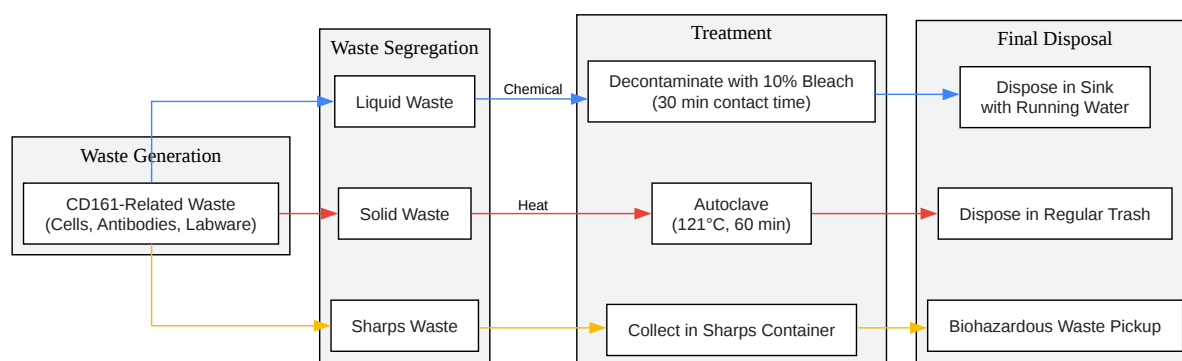 Waste Generation
CD161-Related Waste
(Cells, Antibodies, Labware)
Waste Segregation
Liquid Waste
Solid Waste
Sharps Waste
Chemical
Heat
Treatment
Decontaminate with 10% Bleach
(30 min contact time)
Autoclave
(121°C, 60 min)
Collect in Sharps Container
Final Disposal
Dispose in Sink
with Running Water
Dispose in Regular Trash
Biohazardous Waste Pickup